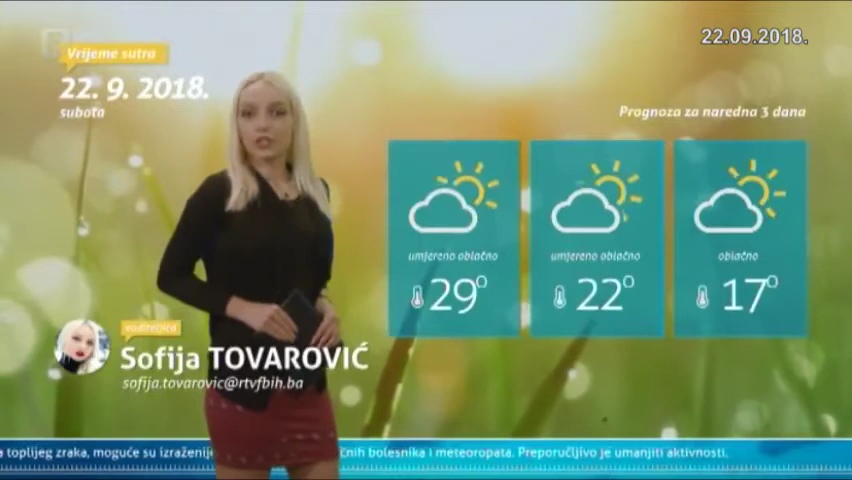 22.09.2018.
Vrijeme sutra
22. 9. 2018.
subota
Prognoza za naredna 3 dana
umjereno oblačno
29°
umjereno oblačno
22°
oblačno
17°
voditeljica
Sofija TOVAROVIĆ
sofija.tovarovic@rtvfbih.ba
a toplijeg zraka, moguće su izraženije čnih bolesnika i meteoropata. Preporučljivo je umanjiti aktivnosti.